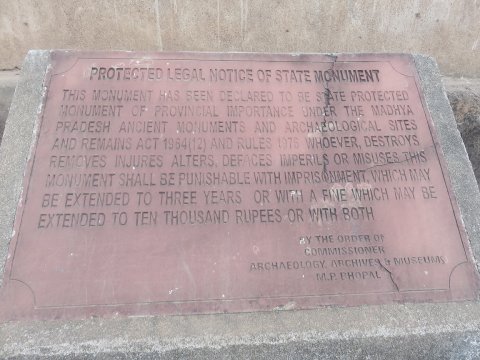 PROTECTED LEGAL NOTICE OF STATE MONUMENT
THIS MONUMENT HAS BEEN DECLARED TO BE STATE PROTECTED
MONUMENT OF PROVINCIAL IMPORTANCE UNDER THE MADHYA
PRADESH ANCIENT MONUMENTS AND ARCHAEOLOGICAL SITES
AND REMAINS ACT 1964(12) AND RULES 1976 WHOEVER, DESTROYS
REMOVES INJURES ALTERS, DEFACES IMPERILS OR MISUSES THIS
MONUMENT SHALL BE PUNISHABLE WITH IMPRISONMENT, WHICH MAY
BE EXTENDED TO THREE YEARS OR WITH A FINE WHICH MAY BE
EXTENDED TO TEN THOUSAND RUPEES OR WITH BOTH
BY THE ORDER OF
COMMISSIONER
ARCHAEOLOGY, ARCHIVES & MUSEUMS
M.P. BHOPAL